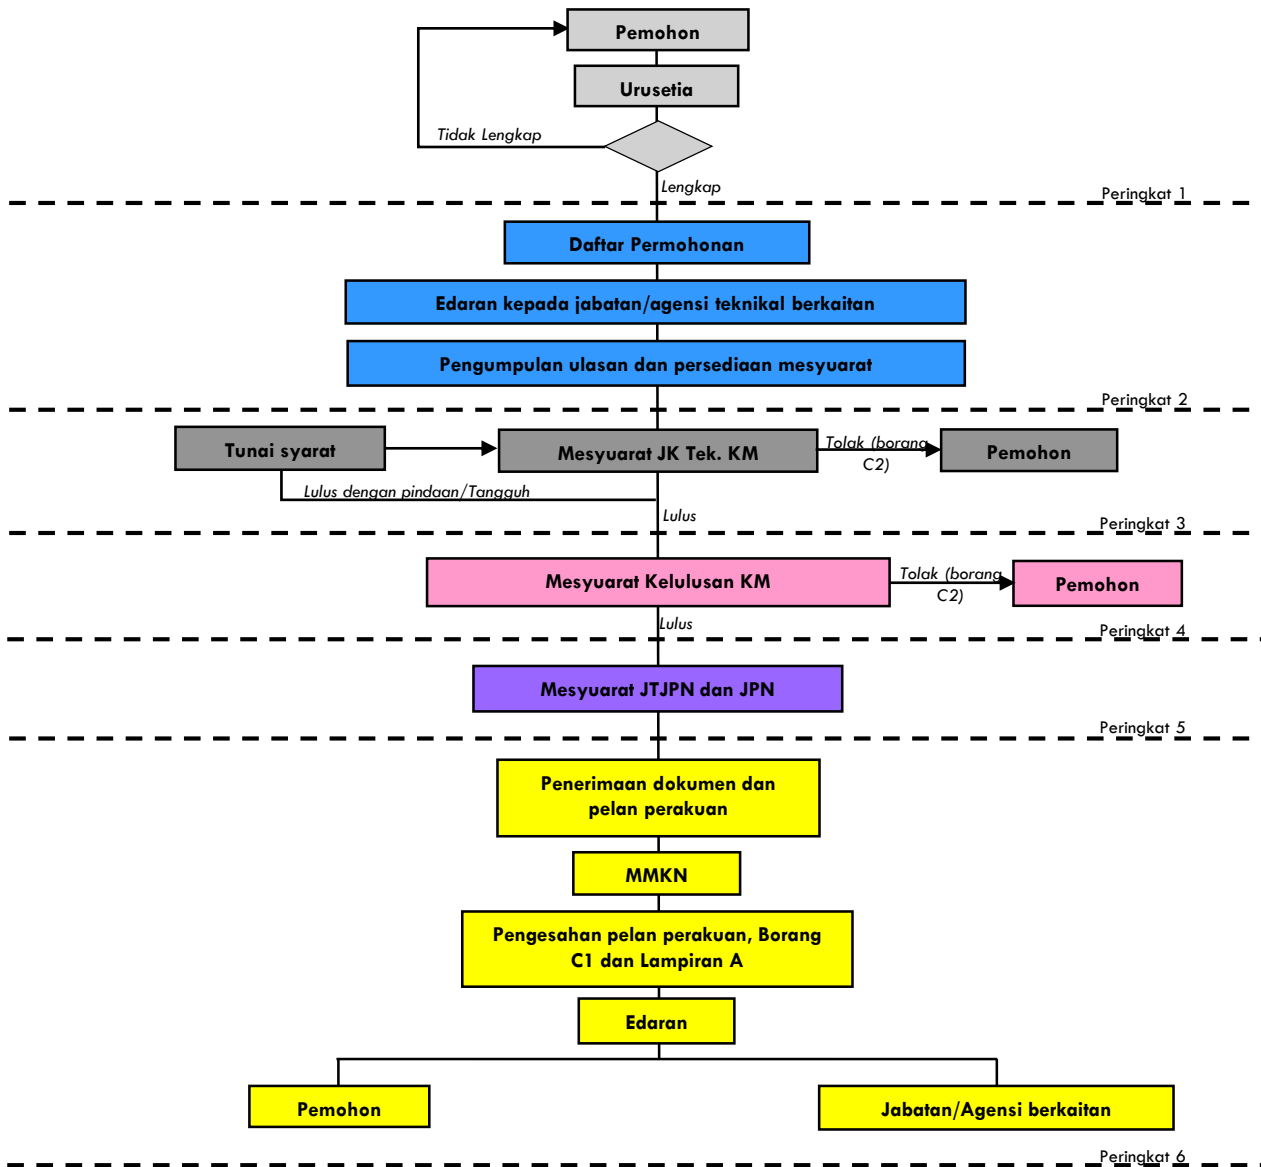 Pemohon
Urusetia
Tidak Lengkap
Lengkap
Peringkat 1
Daftar Permohonan
Edaran kepada jabatan/agensi teknikal berkaitan
Pengumpulan ulasan dan persediaan mesyuarat
Peringkat 2
Tunai syarat
Mesyuarat JK Tek. KM
Tolak (borang
C2)
Pemohon
Lulus dengan pindaan/Tangguh
Lulus
Peringkat 3
Mesyuarat Kelulusan KM
Tolak (borang
C2)
Pemohon
Lulus
Peringkat 4
Mesyuarat JTJPN dan JPN
Peringkat 5
Penerimaan dokumen dan
pelan perakuan
MMKN
Pengesahan pelan perakuan, Borang
C1 dan Lampiran A
Edaran
Pemohon
Jabatan/Agensi berkaitan
Peringkat 6